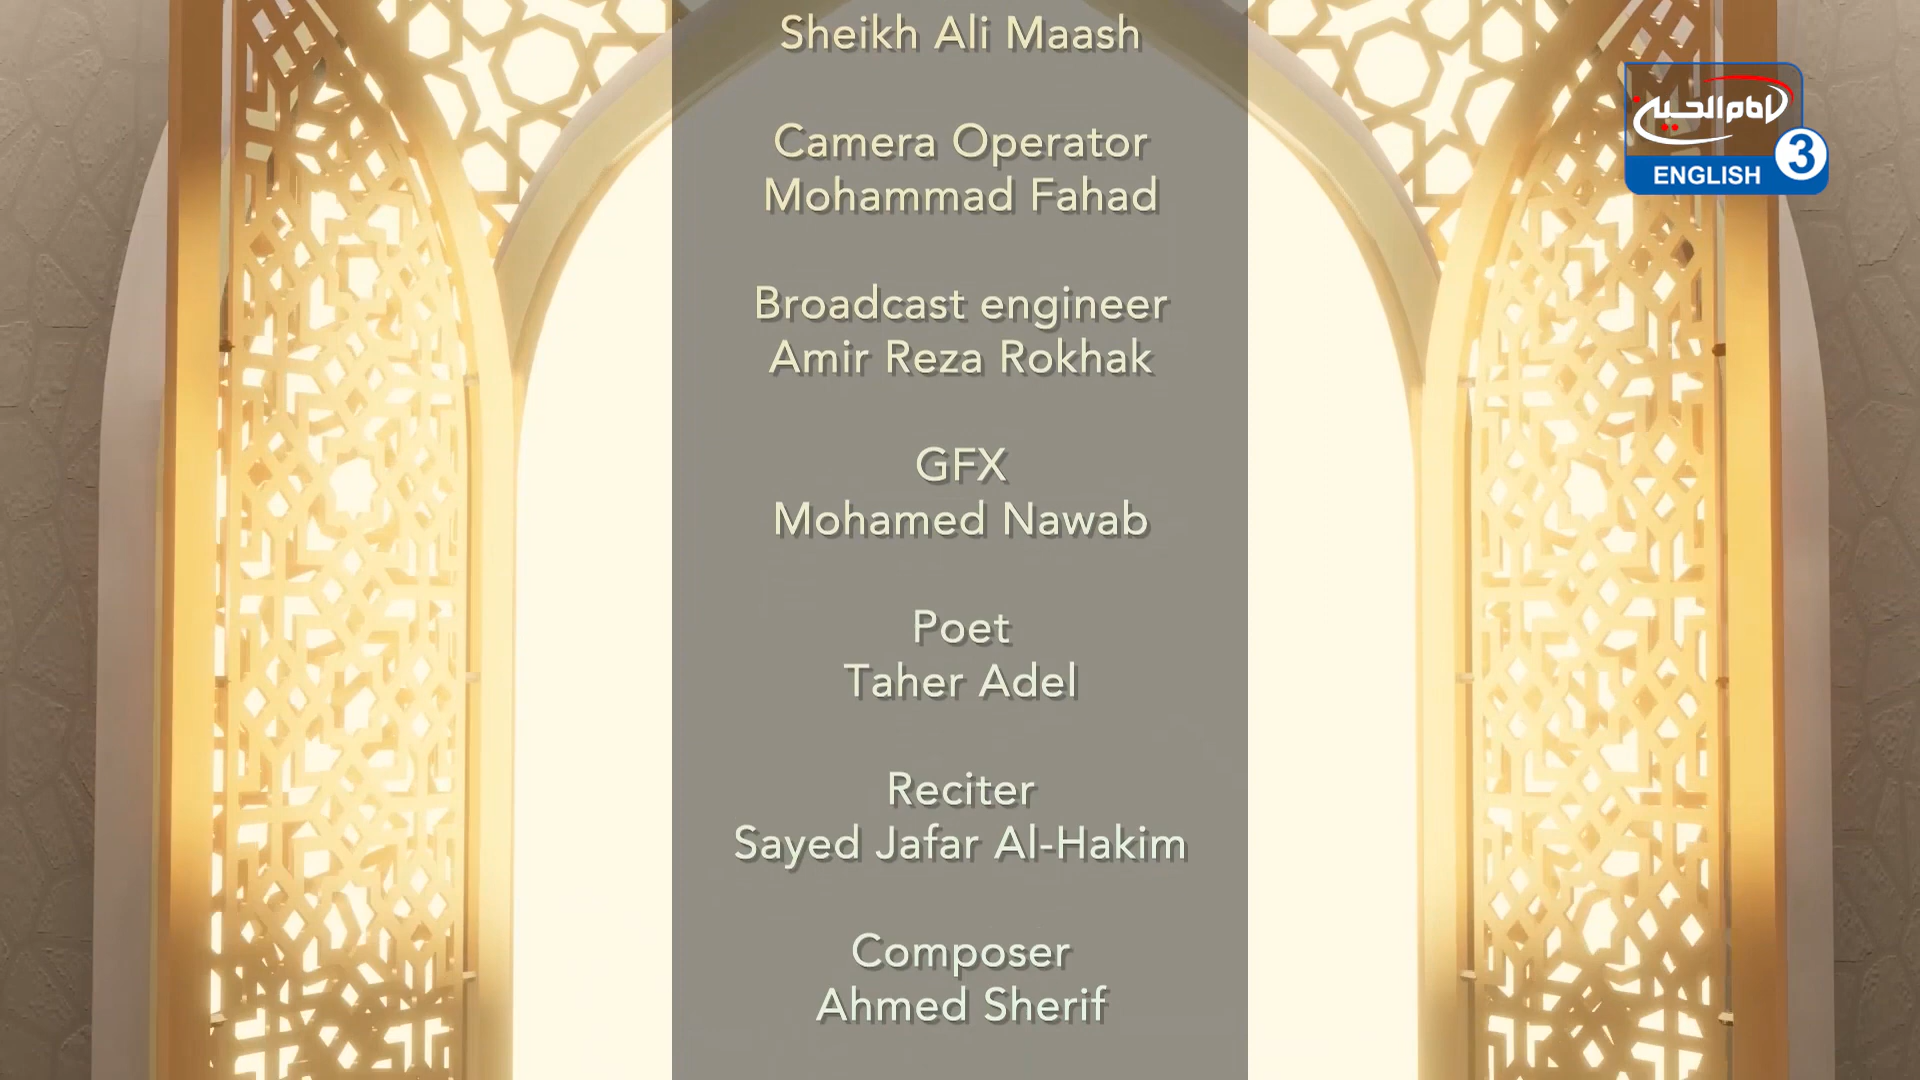 Sheikh Ali Maash
Camera Operator
Mohammad Fahad
Broadcast engineer
Amir Reza Rokhak
GFX
Mohamed Nawab
Poet
Taher Adel
Reciter
Sayed Jafar Al-Hakim
Composer
Ahmed Sherif
ENGLISH
3